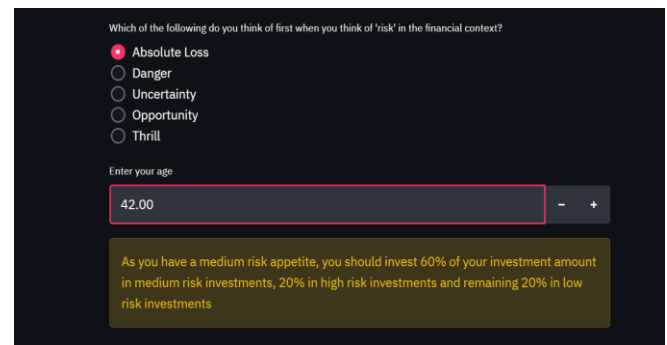 Which of the following do you think of first when you think of 'risk' in the financial context?
Absolute Loss
Danger
Uncertainty
Opportunity
Thrill
Enter your age
42.00 - +
As you have a medium risk appetite, you should invest 60% of your investment amount
in medium risk investments, 20% in high risk investments and remaining 20% in low
risk investments